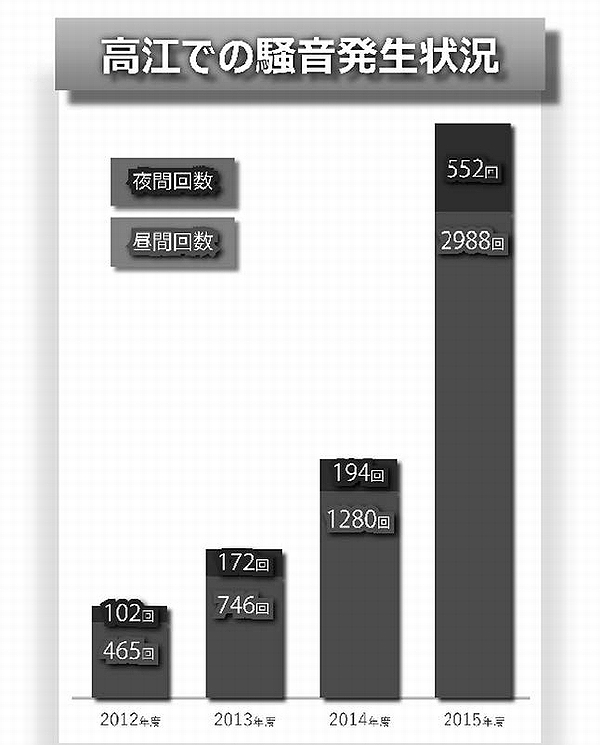 高江での騒音発生状況
夜間回数
昼間回数
552回
2988回
194回
1280回
172回
746回
102回
465回
2012年度
2013年度
2014年度
2015年度